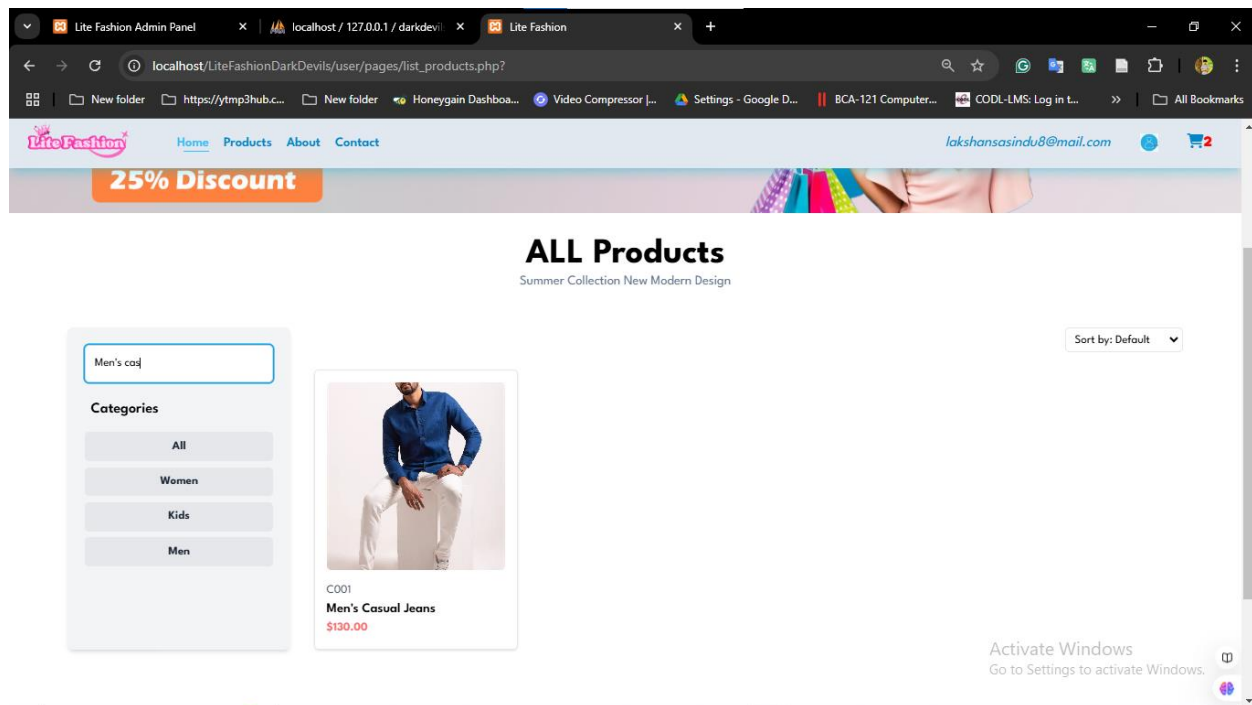 Lite Fashion Admin Panel
localhost / 127.0.0.1 / darkdevil
Lite Fashion
localhost/LiteFashionDarkDevils/user/pages/list_products.php?
New folder
https://ytmp3hub.c...
New folder
Honeygain Dashboa...
Video Compressor |...
Settings - Google D...
BCA-121 Computer...
CODL-LMS: Log in t...
»
All Bookmarks
Lite Fashion
Home
Products
About
Contact
lakshansasindu8@mail.com
2
25% Discount
ALL Products
Summer Collection New Modern Design
Men's cas
Sort by: Default
Categories
All
Women
Kids
Men
C001
Men's Casual Jeans
$130.00
Activate Windows
Go to Settings to activate Windows.